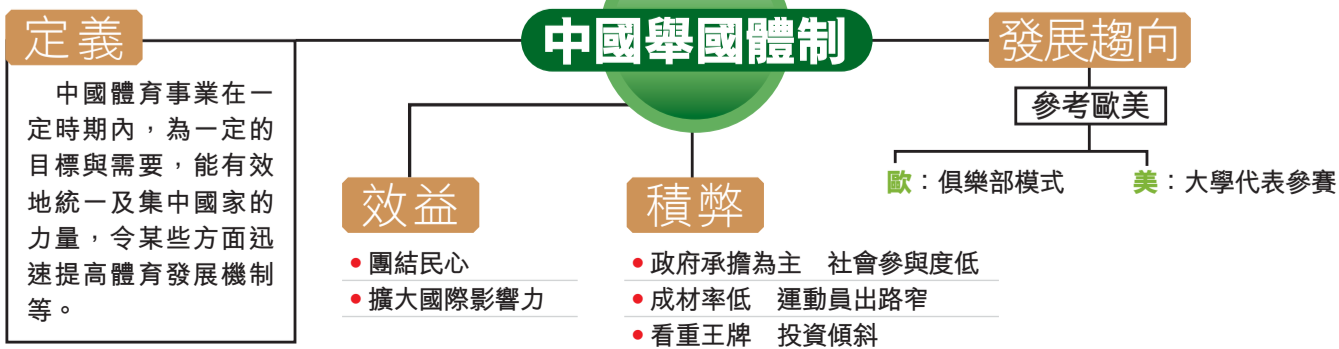 中國舉國體制
定義
中國體育事業在一
定時期內，為一定的
目標與需要，能有效
地統一及集中國家的
力量，令某些方面迅
速提高體育發展機制
等。
效益
•團結民心
•擴大國際影響力
積弊
•政府承擔為主　社會參與度低
•成材率低　運動員出路窄
•看重王牌　投資傾斜
發展趨向
參考歐美
歐：俱樂部模式
美：大學代表參賽